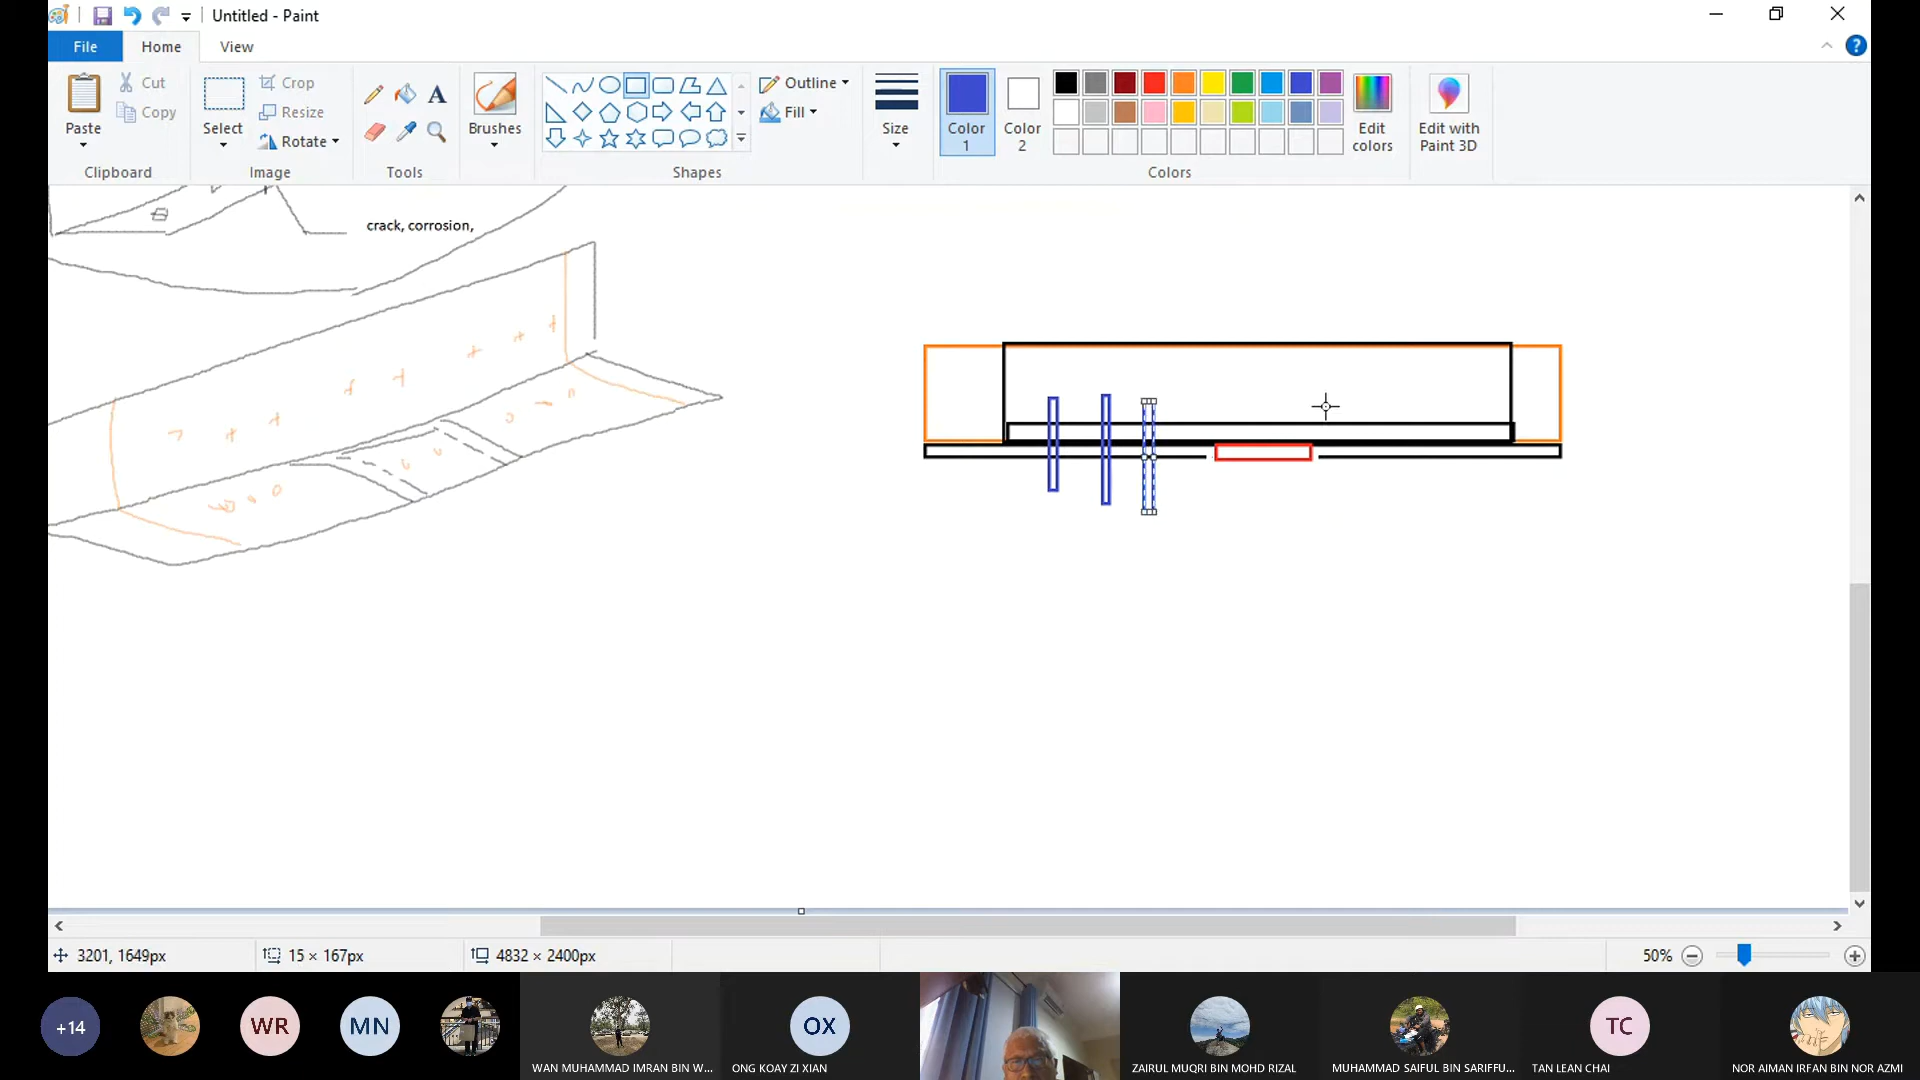 Untitled - Paint
File Home View
Paste
Cut
Copy
Clipboard
Select
Crop
Resize
Rotate
Image
Tools
Brushes
Shapes
Outline
Fill
Size
Color 1
Color 2
Colors
Edit colors
Edit with Paint 3D
crack, corrosion,
3201, 1649px 15 × 167px 4832 × 2400px 50%
+14 WR MN OX TC
WAN MUHAMMAD IMRAN BIN W... ONG KOAY ZI XIAN ZAIRUL MUQRI BIN MOHD RIZAL MUHAMMAD SAIFUL BIN SARIFFU... TAN LEAN CHAI NOR AIMAN IRFAN BIN NOR AZMI